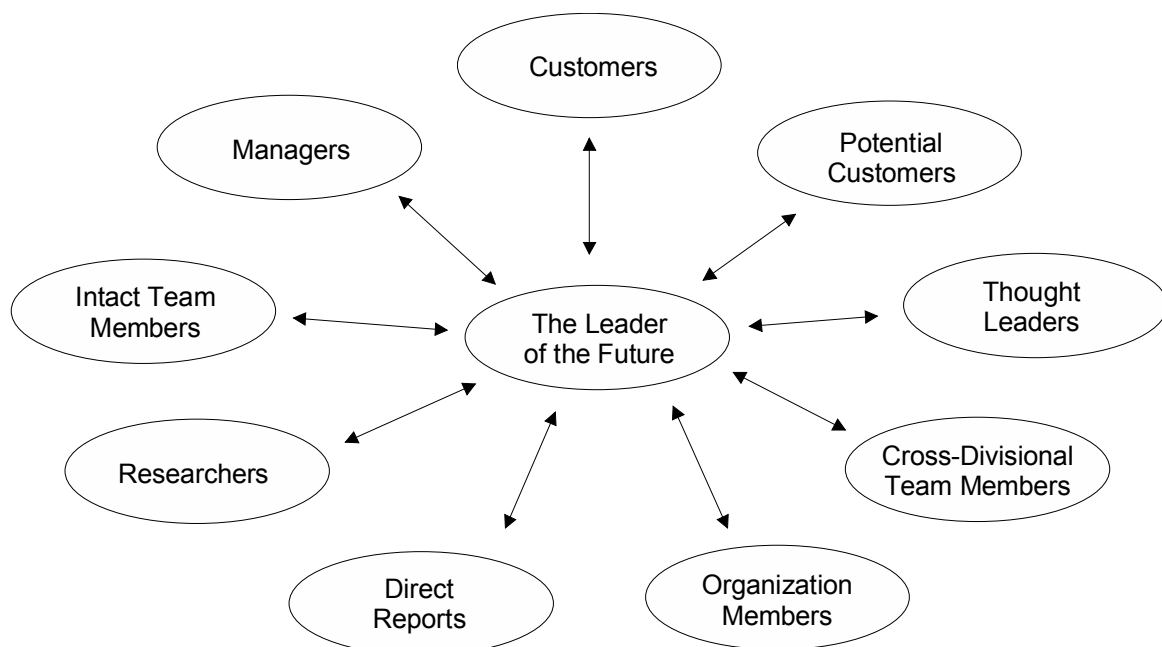 Customers
Managers
Potential
Customers
Intact Team
Members
The Leader
of the Future
Thought
Leaders
Researchers
Cross-Divisional
Team Members
Direct
Reports
Organization
Members